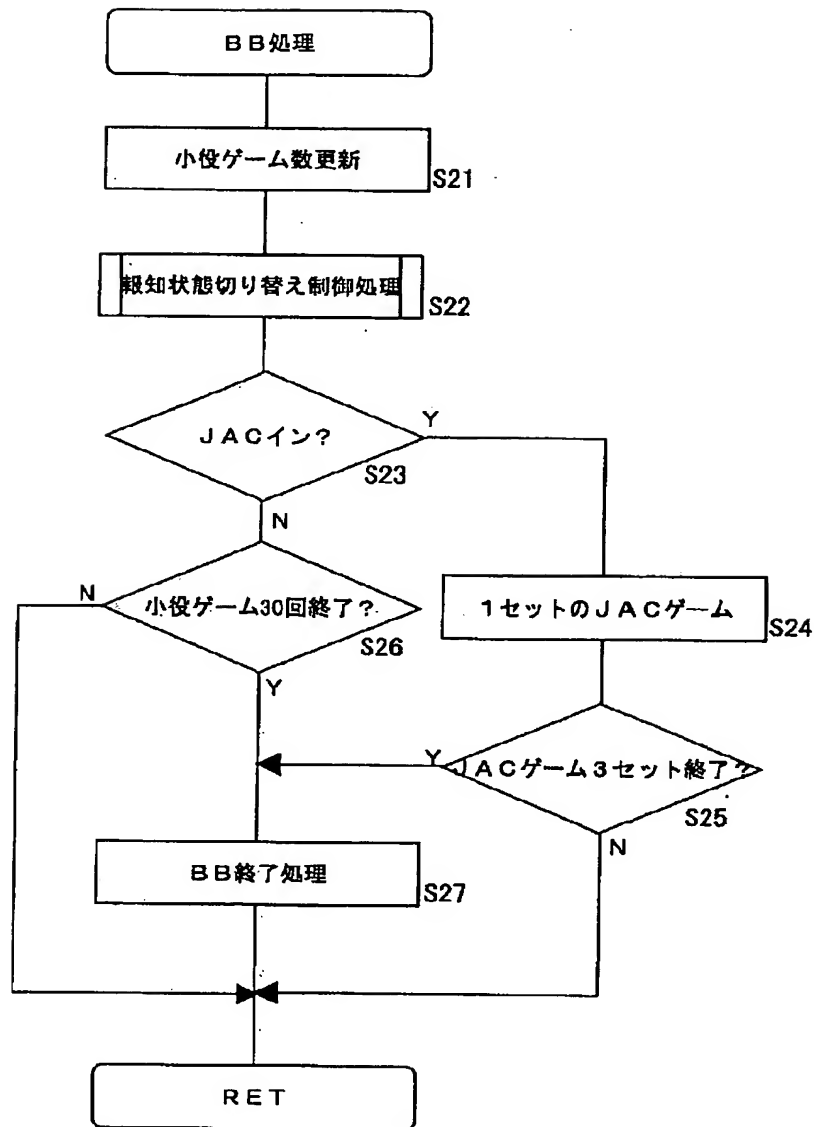 ＢＢ処理
小役ゲーム数更新
S21
報知状態切り替え制御処理
S22
ＪＡＣイン？
Y
S23
N
N
小役ゲーム30回終了？
S26
Y
１セットのＪＡＣゲーム
S24
Y
ＪＡＣゲーム３セット終了？
S25
N
ＢＢ終了処理
S27
ＲＥＴ